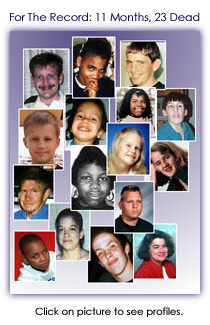 For The Record: 11 Months, 23 Dead
Click on picture to see profiles.